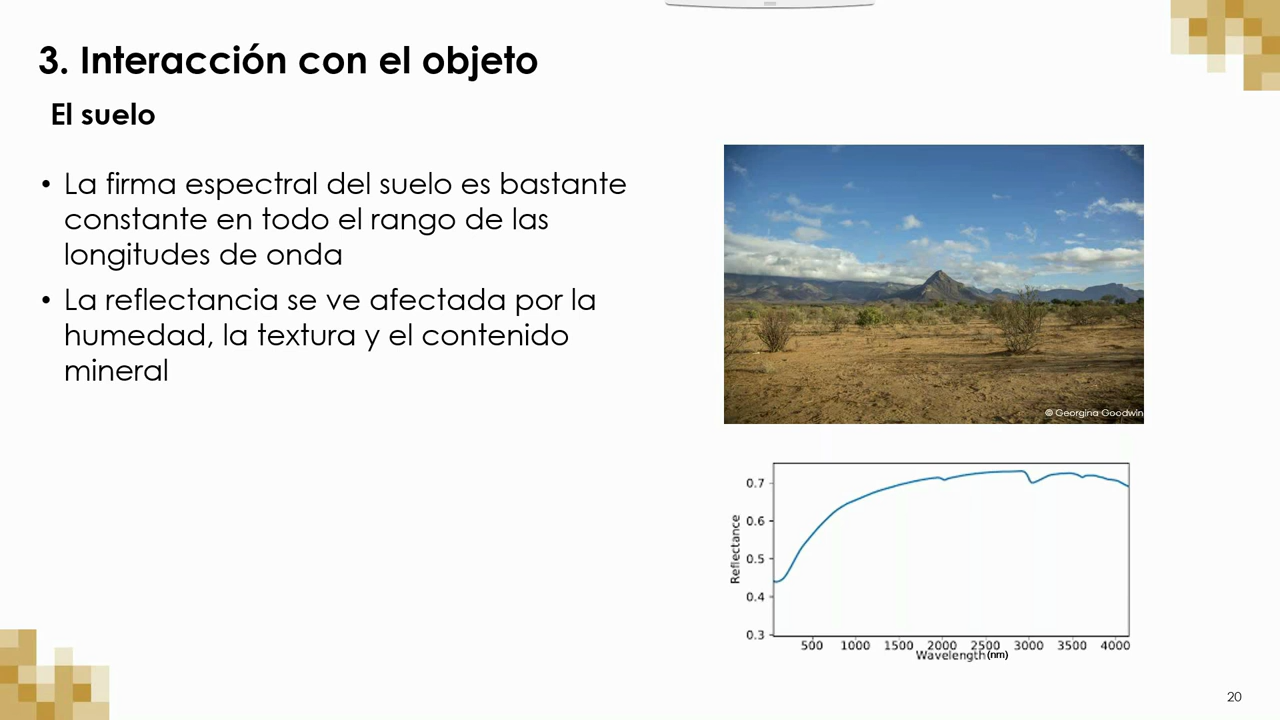 3. Interacción con el objeto
El suelo
• La firma espectral del suelo es bastante
constante en todo el rango de las
longitudes de onda
• La reflectancia se ve afectada por la
humedad, la textura y el contenido
mineral
© Georgina Goodwin
0.7
0.6
0.5
0.4
0.3
Reflectance
500 1000 1500 2000 2500 3000 3500 4000
Wavelength(nm)
20